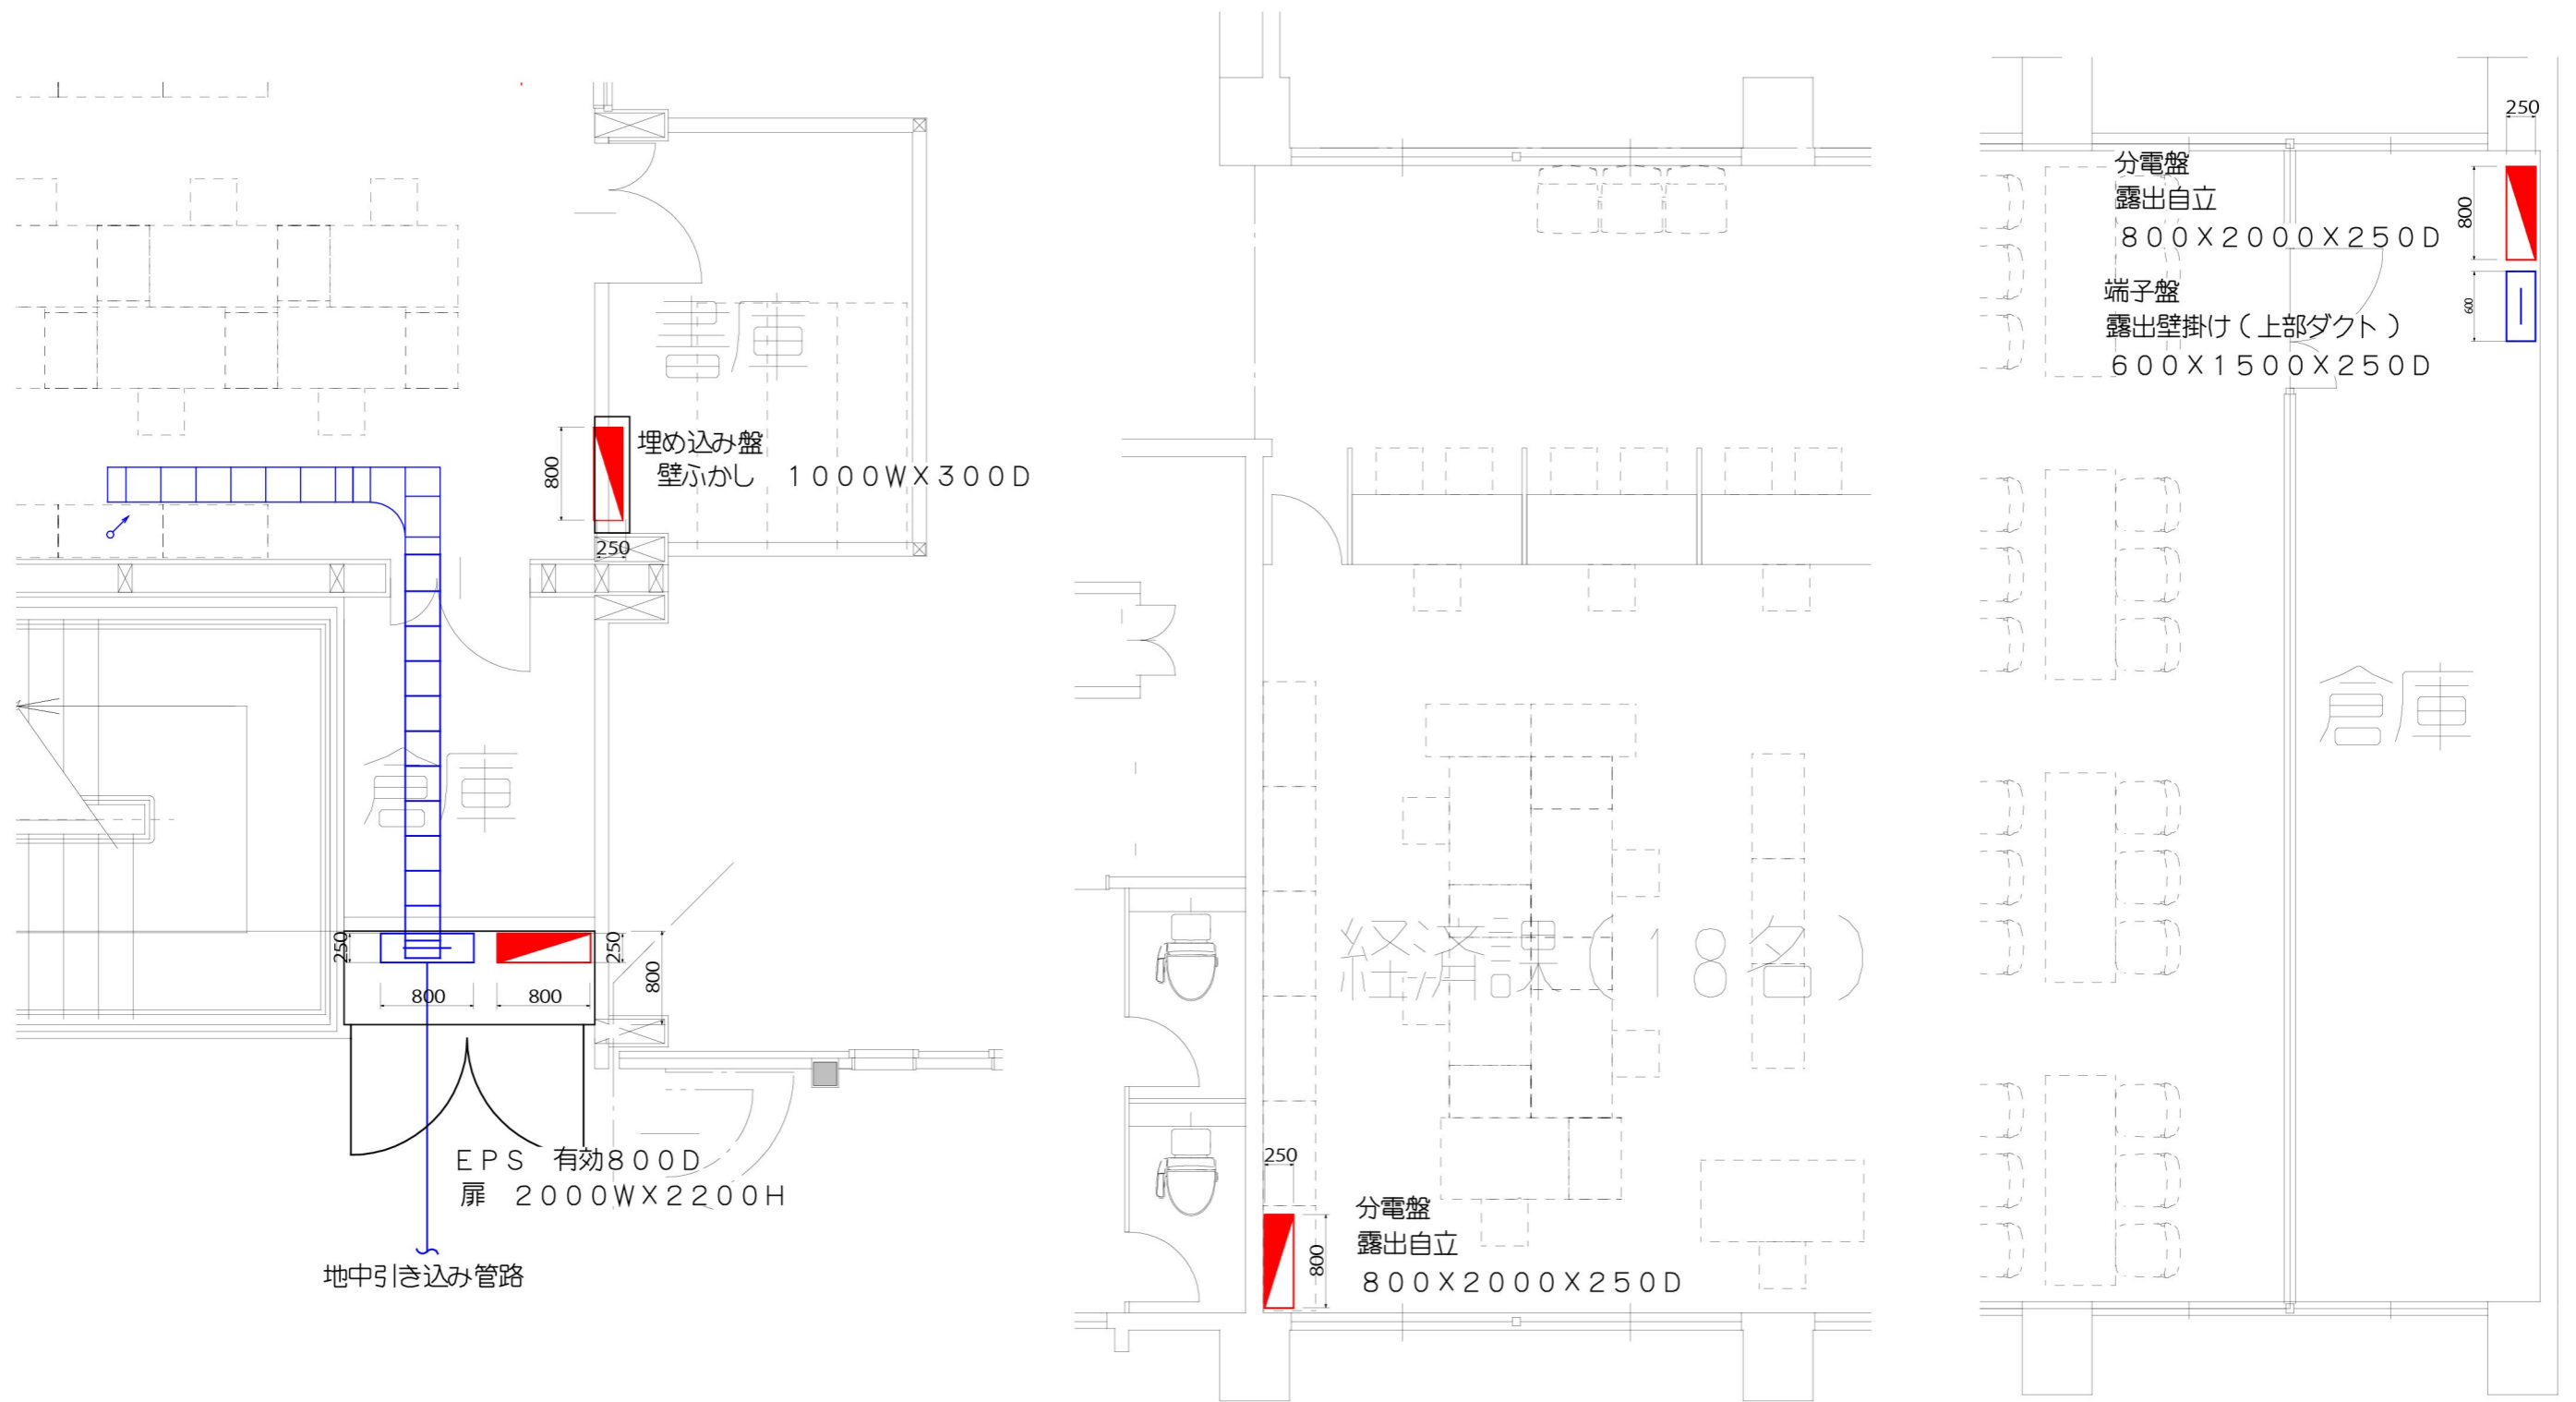 書庫
埋め込み盤
壁ふかし　１０００ＷＸ３００Ｄ
800
250
倉庫
250
250
800
800
800
ＥＰＳ　有効８００Ｄ
扉　２０００ＷＸ２２００Ｈ
地中引き込み管路
経済課（１８名）
250
800
分電盤
露出自立
８００Ｘ２０００Ｘ２５０Ｄ
250
分電盤
露出自立
８００Ｘ２０００Ｘ２５０Ｄ
800
端子盤
露出壁掛け（上部ダクト）
６００Ｘ１５００Ｘ２５０Ｄ
600
倉庫